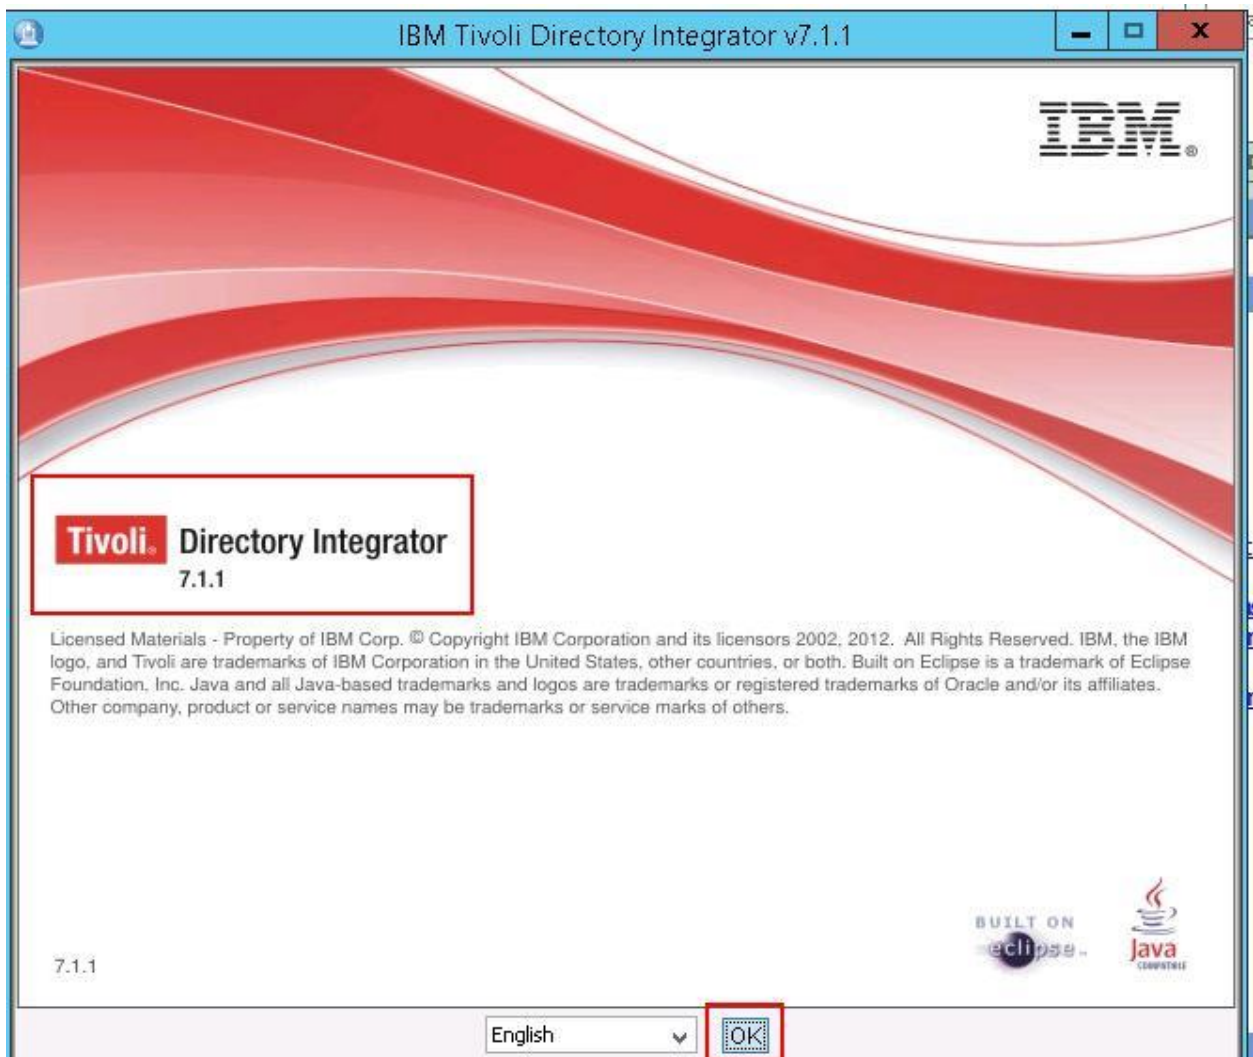 IBM Tivoli Directory Integrator v7.1.1
IBM®
Tivoli® Directory Integrator
7.1.1
Licensed Materials - Property of IBM Corp. © Copyright IBM Corporation and its licensors 2002, 2012. All Rights Reserved. IBM, the IBM
logo, and Tivoli are trademarks of IBM Corporation in the United States, other countries, or both. Built on Eclipse is a trademark of Eclipse
Foundation, Inc. Java and all Java-based trademarks and logos are trademarks or registered trademarks of Oracle and/or its affiliates.
Other company, product or service names may be trademarks or service marks of others.
BUILT ON
eclipse™
Java
COMPATIBLE
7.1.1
English
OK